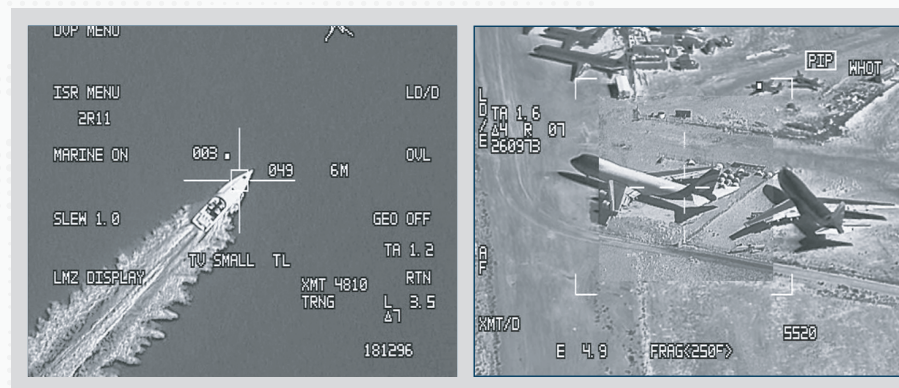 DVP MENU
ISR MENU
LD/D
2R11
MARINE ON
003
OVL
049
6M
SLEW 1.0
GEO OFF
TA 1.2
TV SMALL TL
LMZ DISPLAY
XMT 4810
RTN
TRNG
L 3.5
Δ7
181296
PIP
WHOT
L
D
/
E
TA 1.6
Δ4 R 07
260973
A
F
XMT/D
5520
E 4.9
FRAG<250F>